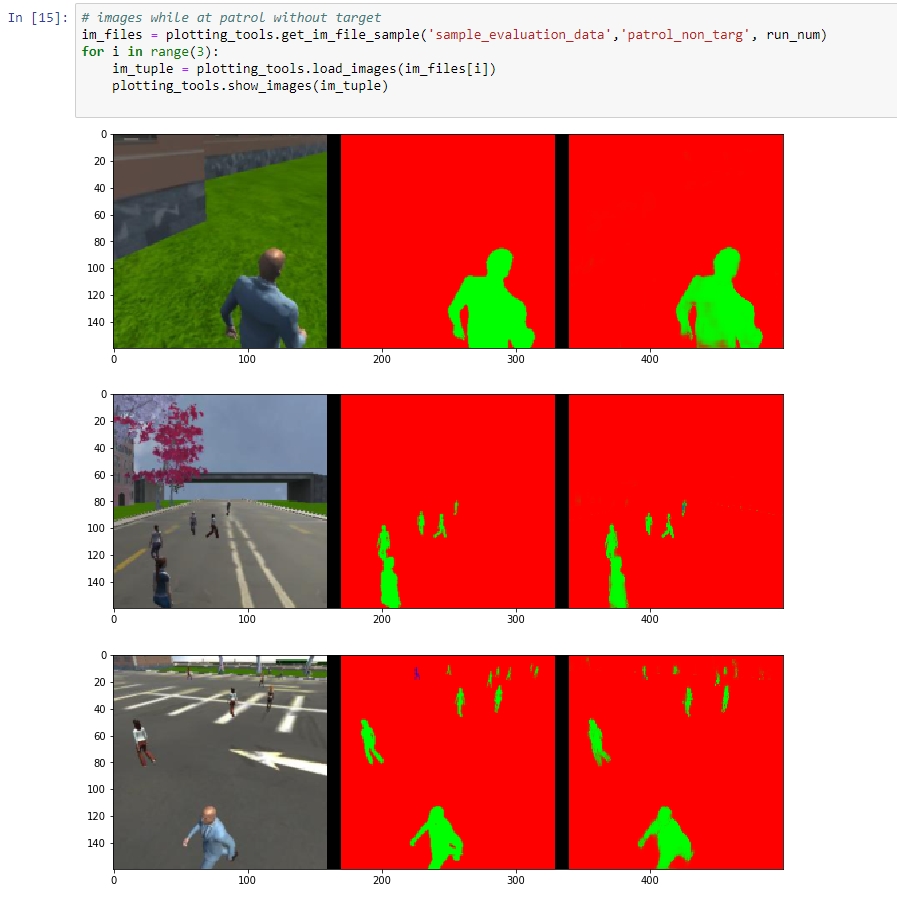 In [15]:
# images while at patrol without target
im_files = plotting_tools.get_im_file_sample('sample_evaluation_data','patrol_non_targ', run_num)
for i in range(3):
    im_tuple = plotting_tools.load_images(im_files[i])
    plotting_tools.show_images(im_tuple)
0
20
40
60
80
100
120
140
0 100 200 300 400
0
20
40
60
80
100
120
140
0 100 200 300 400
0
20
40
60
80
100
120
140
0 100 200 300 400